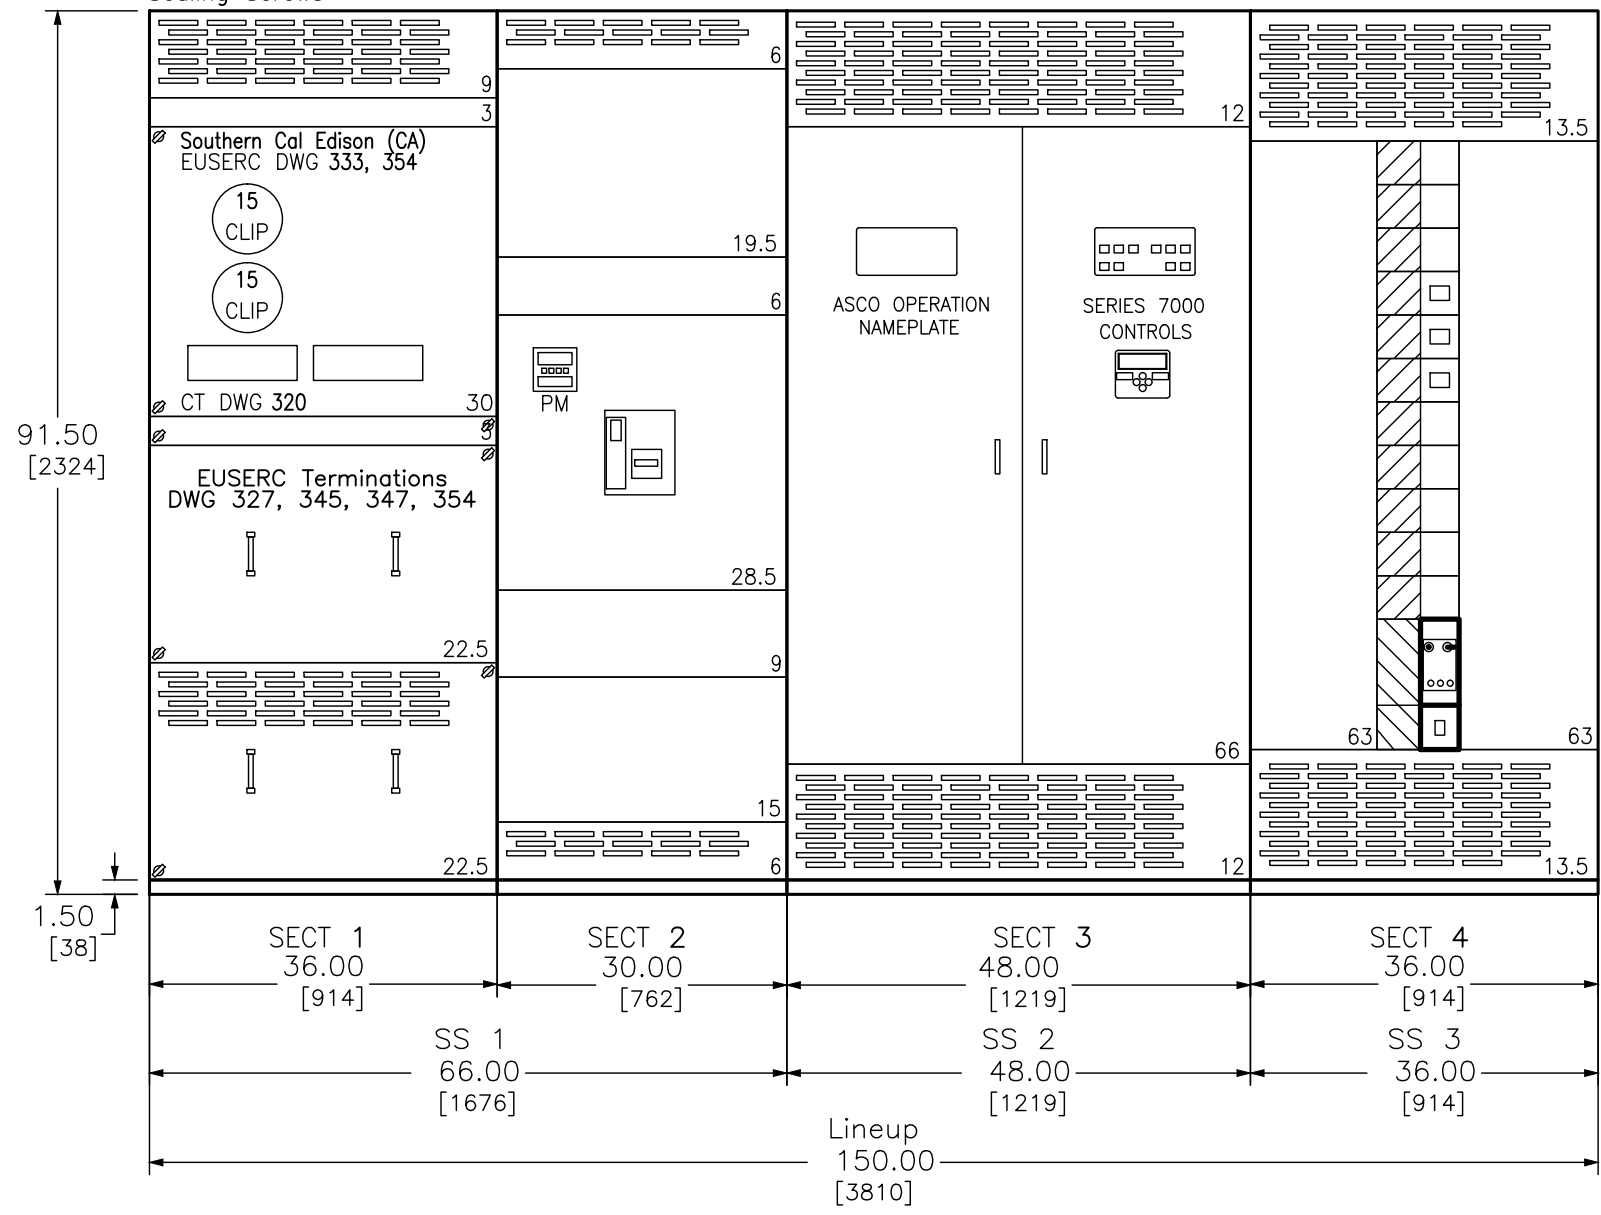 9
3
Southern Cal Edison (CA)
EUSERC DWG 333, 354
15
CLIP
15
CLIP
CT DWG 320
30
3
EUSERC Terminations
DWG 327, 345, 347, 354
22.5
22.5
6
19.5
6
PM
28.5
9
15
6
12
ASCO OPERATION
NAMEPLATE
SERIES 7000
CONTROLS
66
12
13.5
63
63
13.5
91.50
[2324]
1.50
[38]
SECT 1
36.00
[914]
SECT 2
30.00
[762]
SECT 3
48.00
[1219]
SECT 4
36.00
[914]
SS 1
66.00
[1676]
SS 2
48.00
[1219]
SS 3
36.00
[914]
Lineup
150.00
[3810]